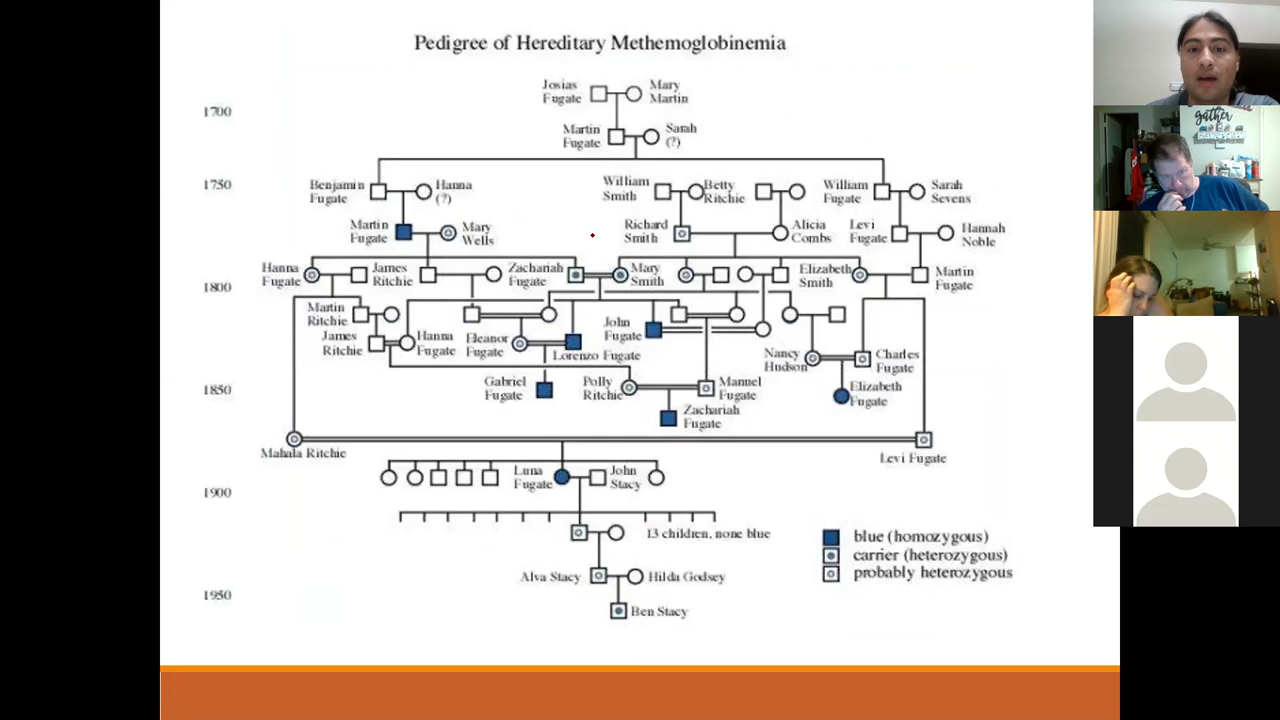 Pedigree of Hereditary Methemoglobinemia
Josias
Fugate
Mary
Martin
1700
Martin
Fugate
Sarah
(?)
1750
Benjamin
Fugate
Hanna
(?)
William
Smith
Betty
Ritchie
William
Fugate
Sarah
Sevens
Martin
Fugate
Mary
Wells
Richard
Smith
Alicia
Combs
Levi
Fugate
Hannah
Noble
Hanna
Fugate
James
Ritchie
Zachariah
Fugate
Mary
Smith
Elizabeth
Smith
Martin
Fugate
1800
Martin
Ritchie
James
Ritchie
Hanna
Fugate
Eleanor
Fugate
Lorenzo Fugate
John
Fugate
Nancy
Hudson
Charles
Fugate
1850
Gabriel
Fugate
Polly
Ritchie
Manuel
Fugate
Elizabeth
Fugate
Zachariah
Fugate
Mahala Ritchie
Levi Fugate
Luna
Fugate
John
Stacy
1900
13 children, none blue
blue (homozygous)
carrier (heterozygous)
probably heterozygous
Alva Stacy
Hilda Godsey
1950
Ben Stacy
gather